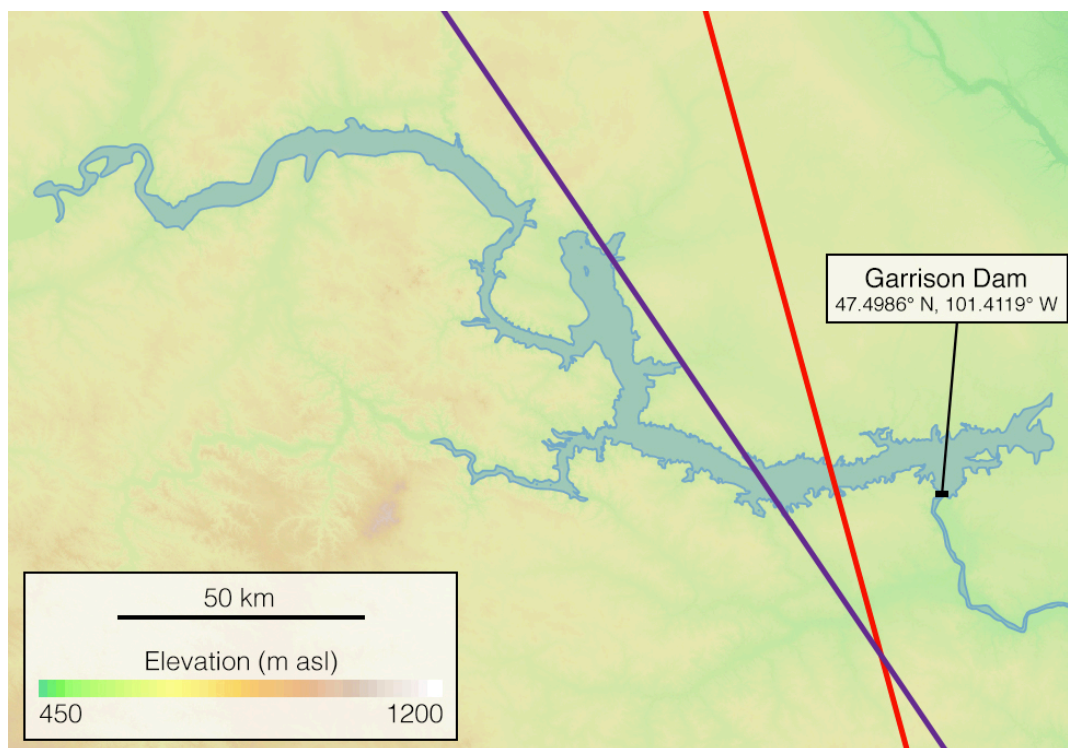 Garrison Dam
47.4986° N, 101.4119° W
50 km
Elevation (m asl)
450 1200